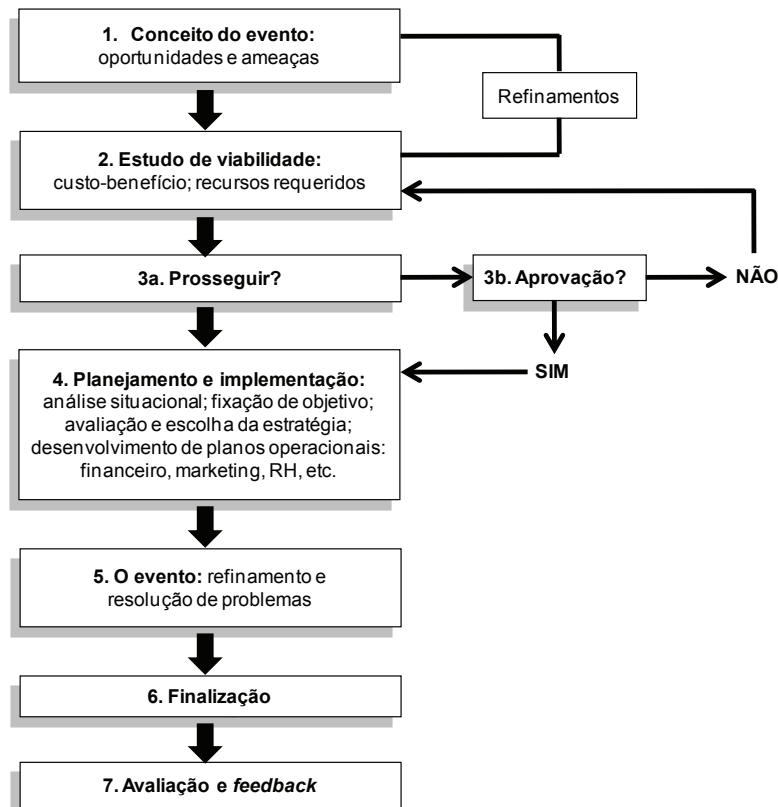 1. Conceito do evento:
oportunidades e ameaças
Refinamentos
2. Estudo de viabilidade:
custo-benefício; recursos requeridos
3a. Prosseguir?
3b. Aprovação?
NÃO
SIM
4. Planejamento e implementação:
análise situacional; fixação de objetivo;
avaliação e escolha da estratégia;
desenvolvimento de planos operacionais:
financeiro, marketing, RH, etc.
5. O evento: refinamento e
resolução de problemas
6. Finalização
7. Avaliação e feedback